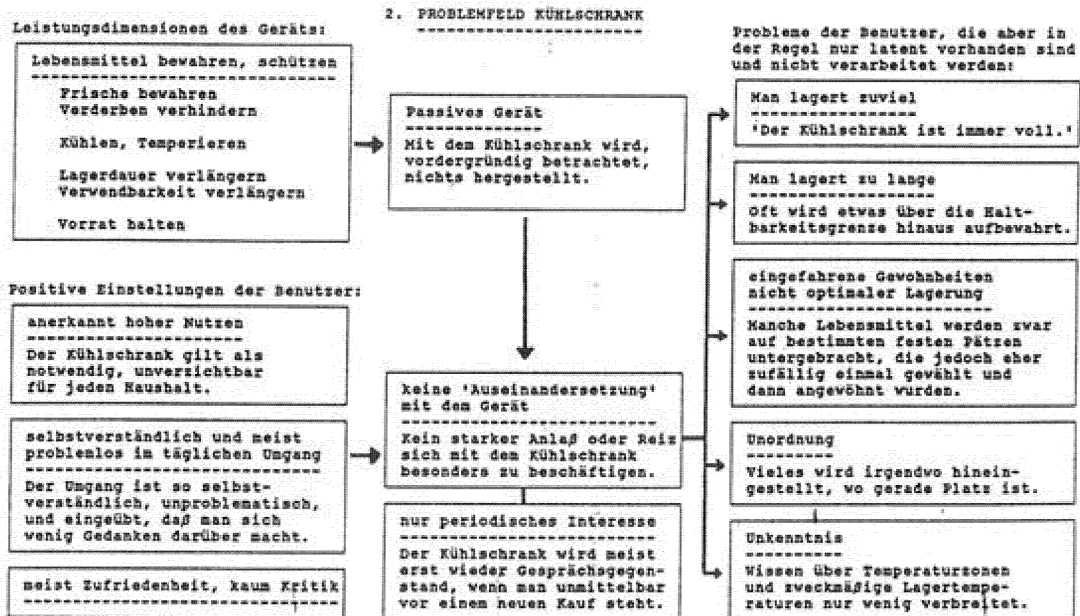 2. PROBLEMFELD KÜHLSCHRANK
Leistungsdimensionen des Geräts:
Lebensmittel bewahren, schützen
Frische bewahren
Verderben verhindern
Kühlen, Temperieren
Lagerdauer verlängern
Verwendbarkeit verlängern
Vorrat halten
Positive Einstellungen der Benutzer:
anerkannt hoher Nutzen
Der Kühlschrank gilt als
notwendig, unverzichtbar
für jeden Haushalt.
selbstverständlich und meist
problemlos im täglichen Umgang
Der Umgang ist so selbst-
verständlich, unproblematisch,
und eingeübt, daß man sich
wenig Gedanken darüber macht.
meist Zufriedenheit, kaum Kritik
Passives Gerät
Mit dem Kühlschrank wird,
vordergründig betrachtet,
nichts hergestellt.
keine 'Auseinandersetzung'
mit dem Gerät
Kein starker Anlaß oder Reiz
sich mit dem Kühlschrank
besonders zu beschäftigen.
nur periodisches Interesse
Der Kühlschrank wird meist
erst wieder Gesprächsgegen-
stand, wenn man unmittelbar
vor einem neuen Kauf steht.
Probleme der Benutzer, die aber in
der Regel nur latent vorhanden sind
und nicht verarbeitet werden:
Man lagert zuviel
'Der Kühlschrank ist immer voll.'
Man lagert zu lange
Oft wird etwas über die Halt-
barkeitsgrenze hinaus aufbewahrt.
eingefahrene Gewohnheiten
nicht optimaler Lagerung
Manche Lebensmittel werden zwar
auf bestimmten festen Pätzen
untergebracht, die jedoch eher
zufällig einmal gewählt und
dann angewöhnt wurden.
Unordnung
Vieles wird irgendwo hinein-
gestellt, wo gerade Platz ist.
Unkenntnis
Wissen über Temperaturzonen
und zweckmäßige Lagertempe-
raturen nur wenig verbreitet.